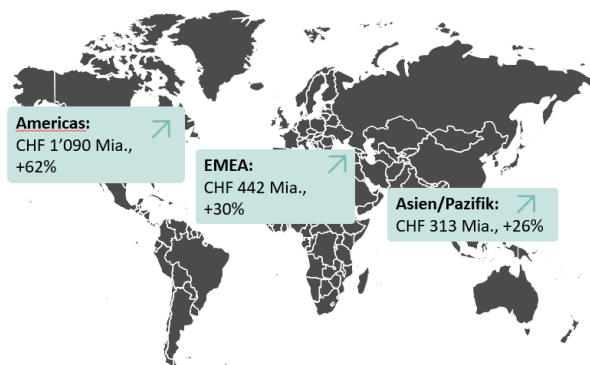 Americas:
CHF 1’090 Mia.,
+62%
EMEA:
CHF 442 Mia.,
+30%
Asien/Pazifik:
CHF 313 Mia., +26%